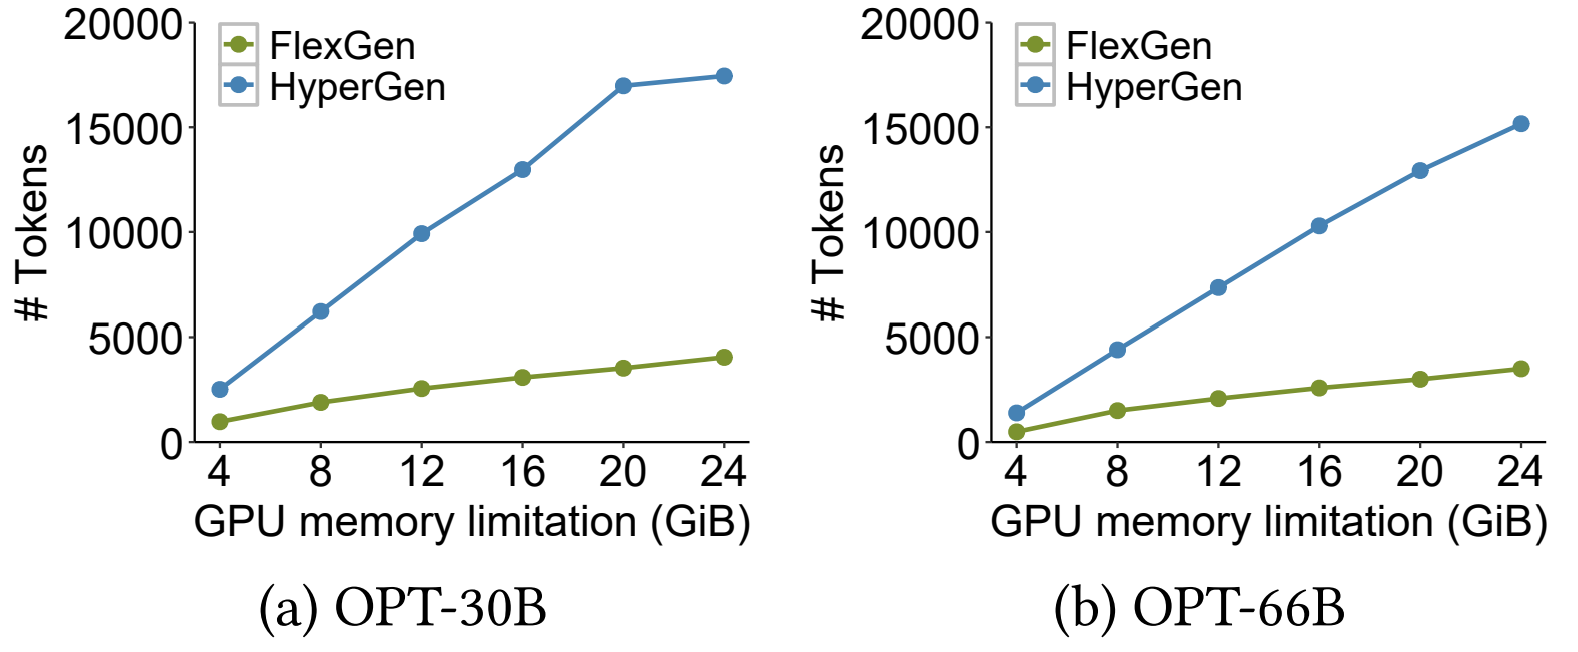 20000
15000
10000
5000
0
# Tokens
FlexGen
HyperGen
4 8 12 16 20 24
GPU memory limitation (GiB)
(a) OPT-30B
20000
15000
10000
5000
0
# Tokens
FlexGen
HyperGen
4 8 12 16 20 24
GPU memory limitation (GiB)
(b) OPT-66B